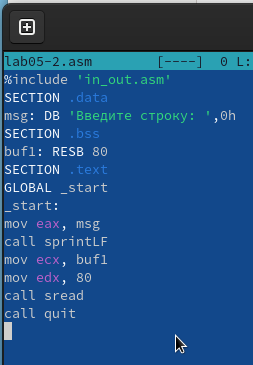 lab05-2.asm [----] 0 L:
%include 'in_out.asm'
SECTION .data
msg: DB 'Введите строку: ',0h
SECTION .bss
buf1: RESB 80
SECTION .text
GLOBAL _start
_start:
mov eax, msg
call sprintLF
mov ecx, buf1
mov edx, 80
call sread
call quit